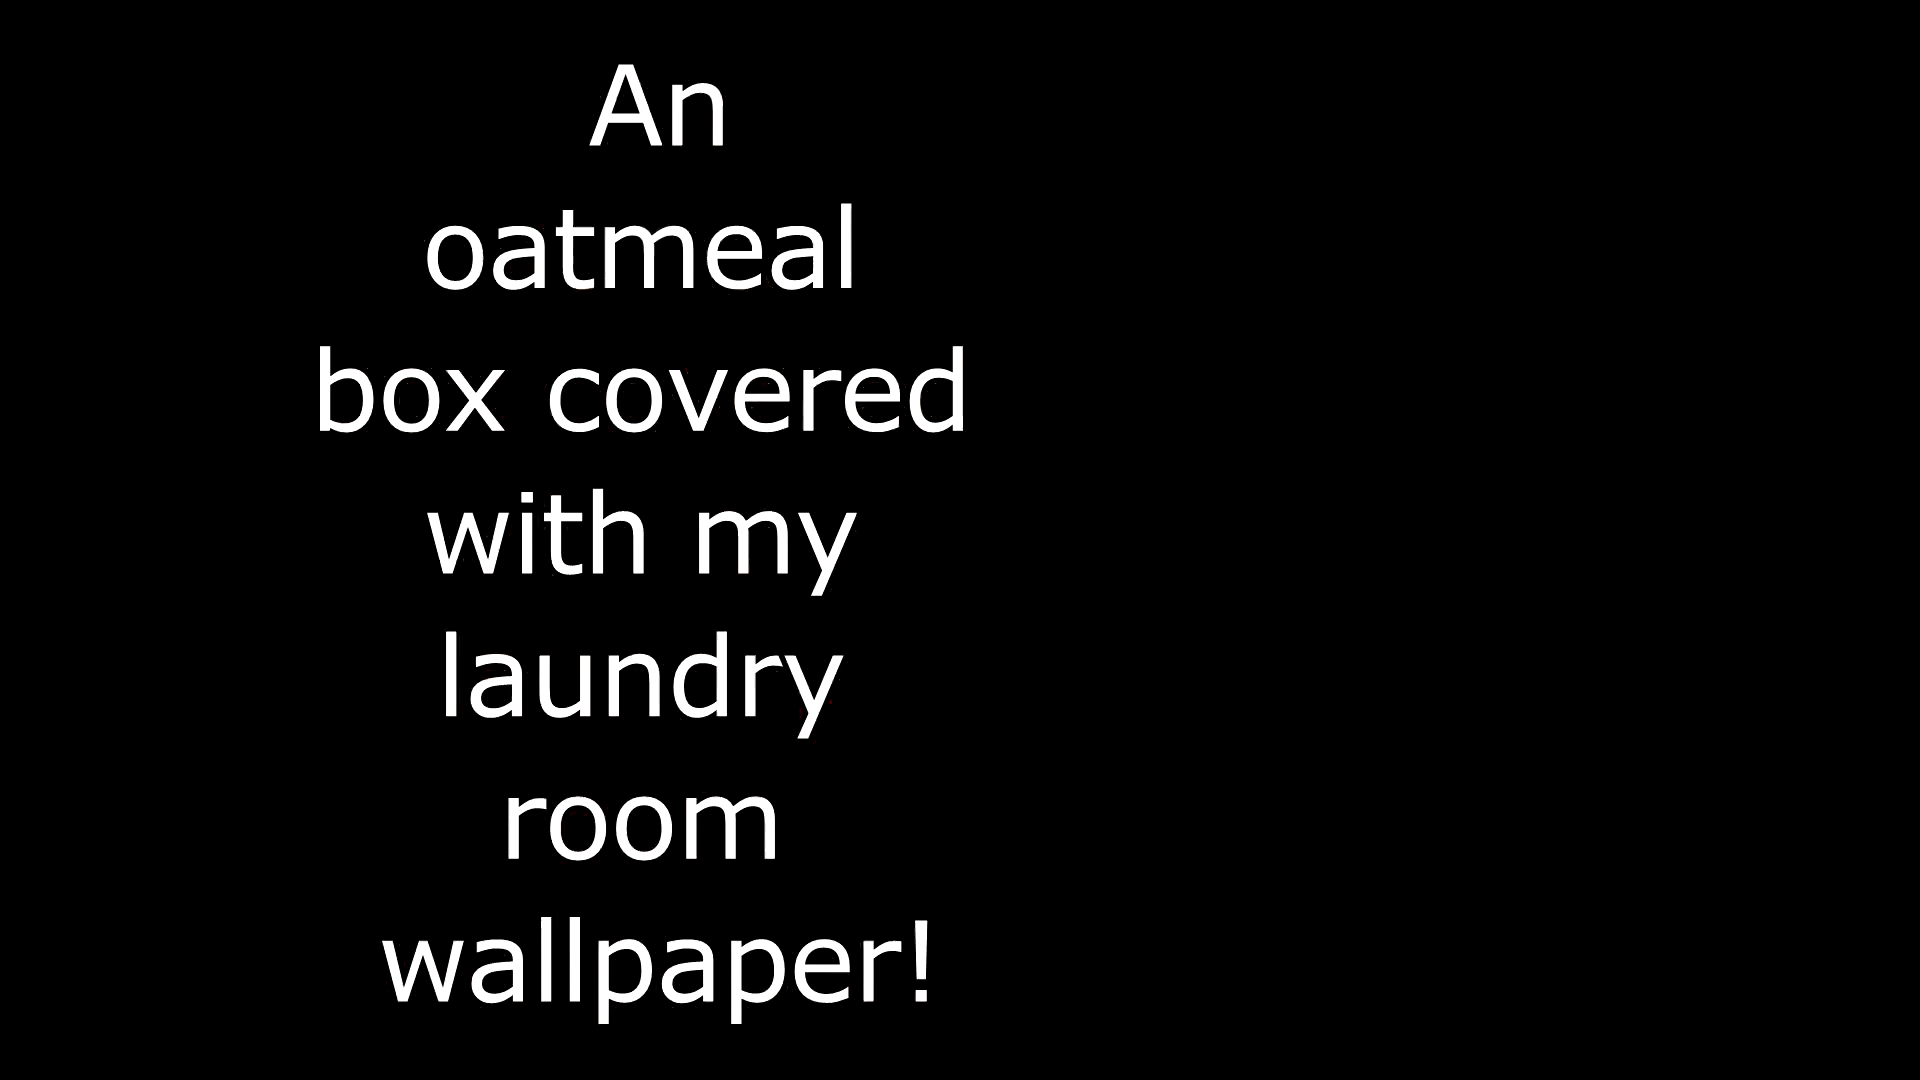 An
oatmeal
box covered
with my
laundry
room
wallpaper!